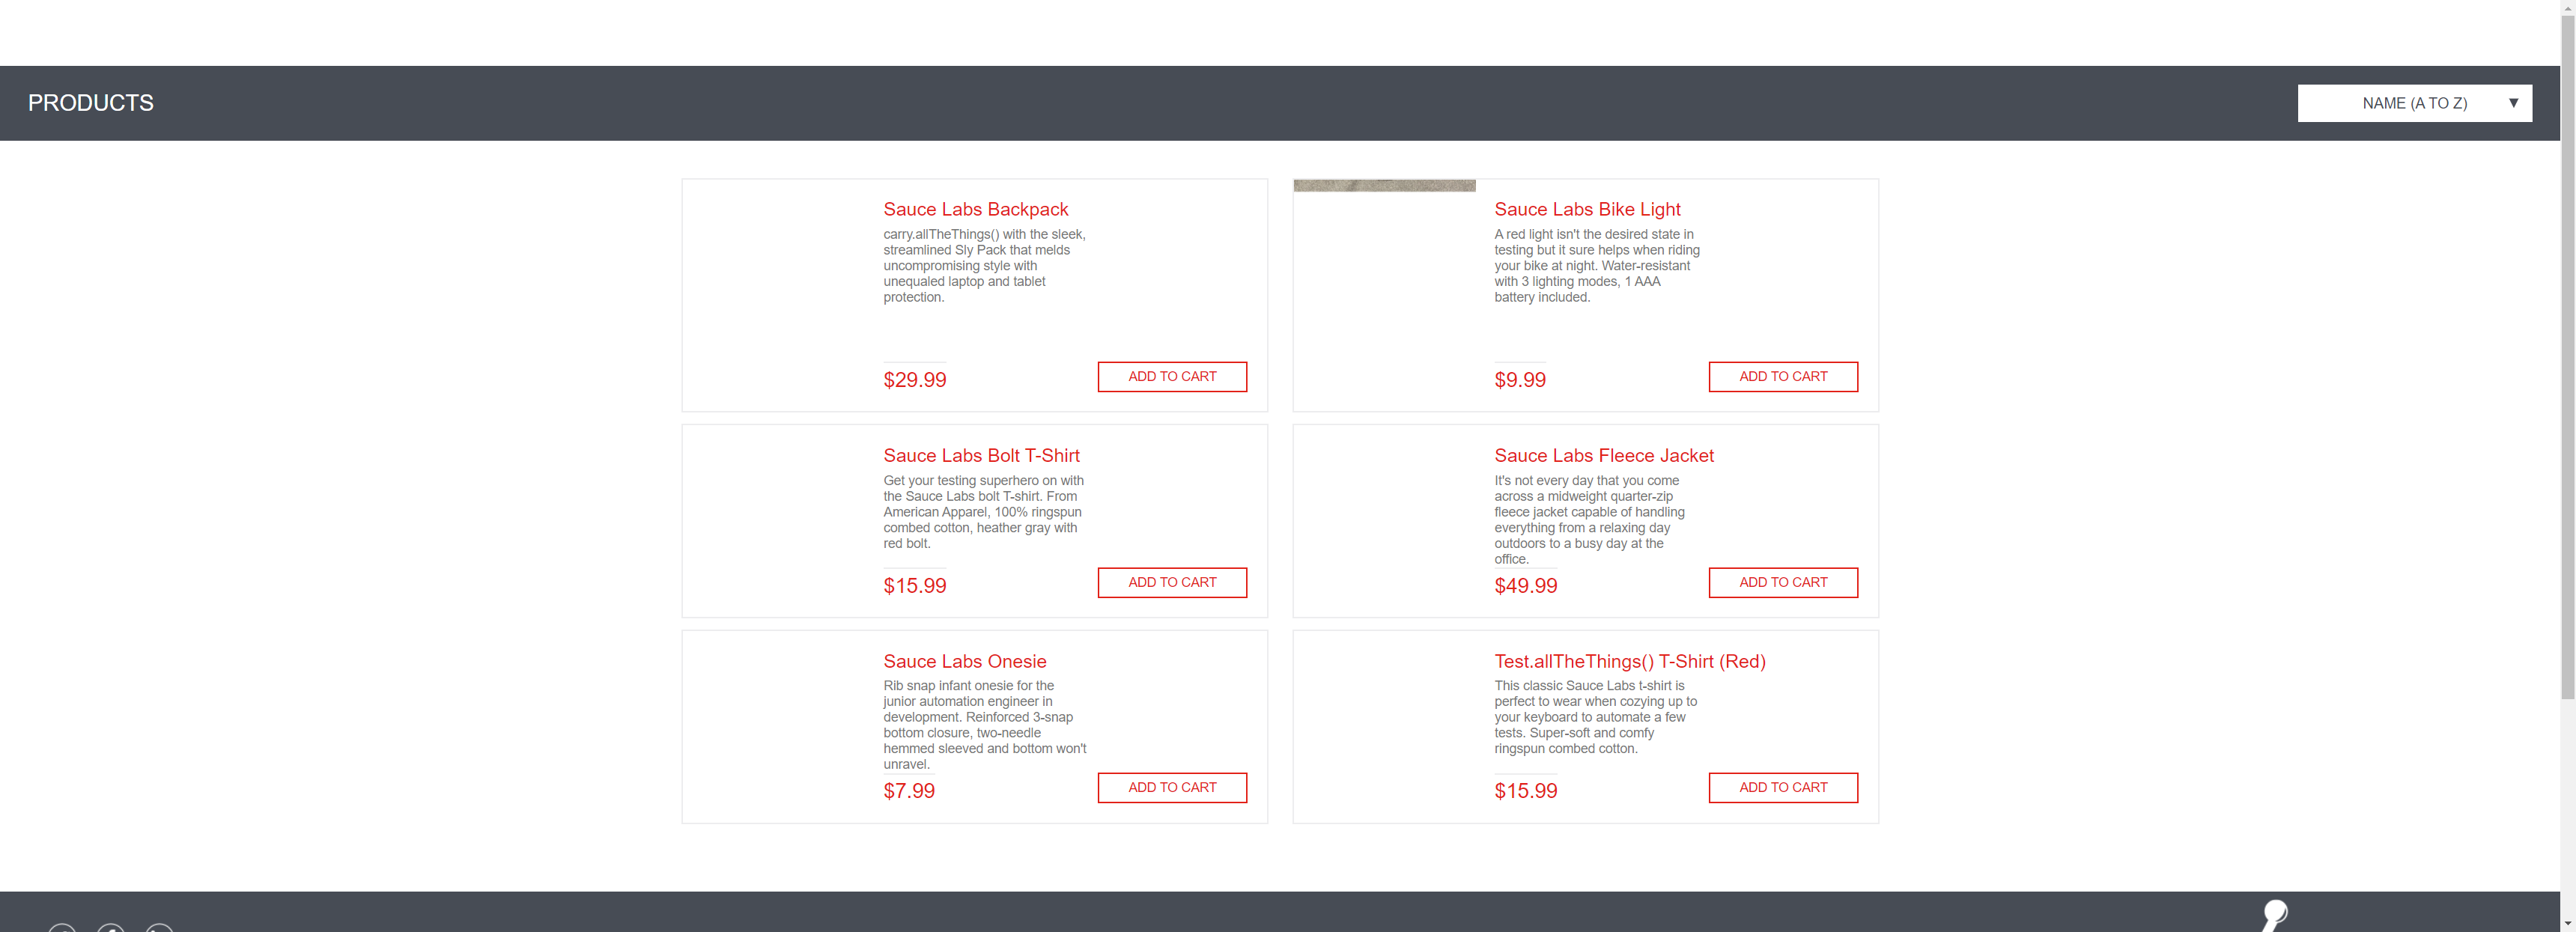 PRODUCTS
NAME (A TO Z)
Sauce Labs Backpack
carry.allTheThings() with the sleek,
streamlined Sly Pack that melds
uncompromising style with
unequaled laptop and tablet
protection.
$29.99
ADD TO CART
Sauce Labs Bike Light
A red light isn't the desired state in
testing but it sure helps when riding
your bike at night. Water-resistant
with 3 lighting modes, 1 AAA
battery included.
$9.99
ADD TO CART
Sauce Labs Bolt T-Shirt
Get your testing superhero on with
the Sauce Labs bolt T-shirt. From
American Apparel, 100% ringspun
combed cotton, heather gray with
red bolt.
$15.99
ADD TO CART
Sauce Labs Fleece Jacket
It's not every day that you come
across a midweight quarter-zip
fleece jacket capable of handling
everything from a relaxing day
outdoors to a busy day at the
office.
$49.99
ADD TO CART
Sauce Labs Onesie
Rib snap infant onesie for the
junior automation engineer in
development. Reinforced 3-snap
bottom closure, two-needle
hemmed sleeved and bottom won't
unravel.
$7.99
ADD TO CART
Test.allTheThings() T-Shirt (Red)
This classic Sauce Labs t-shirt is
perfect to wear when cozying up to
your keyboard to automate a few
tests. Super-soft and comfy
ringspun combed cotton.
$15.99
ADD TO CART